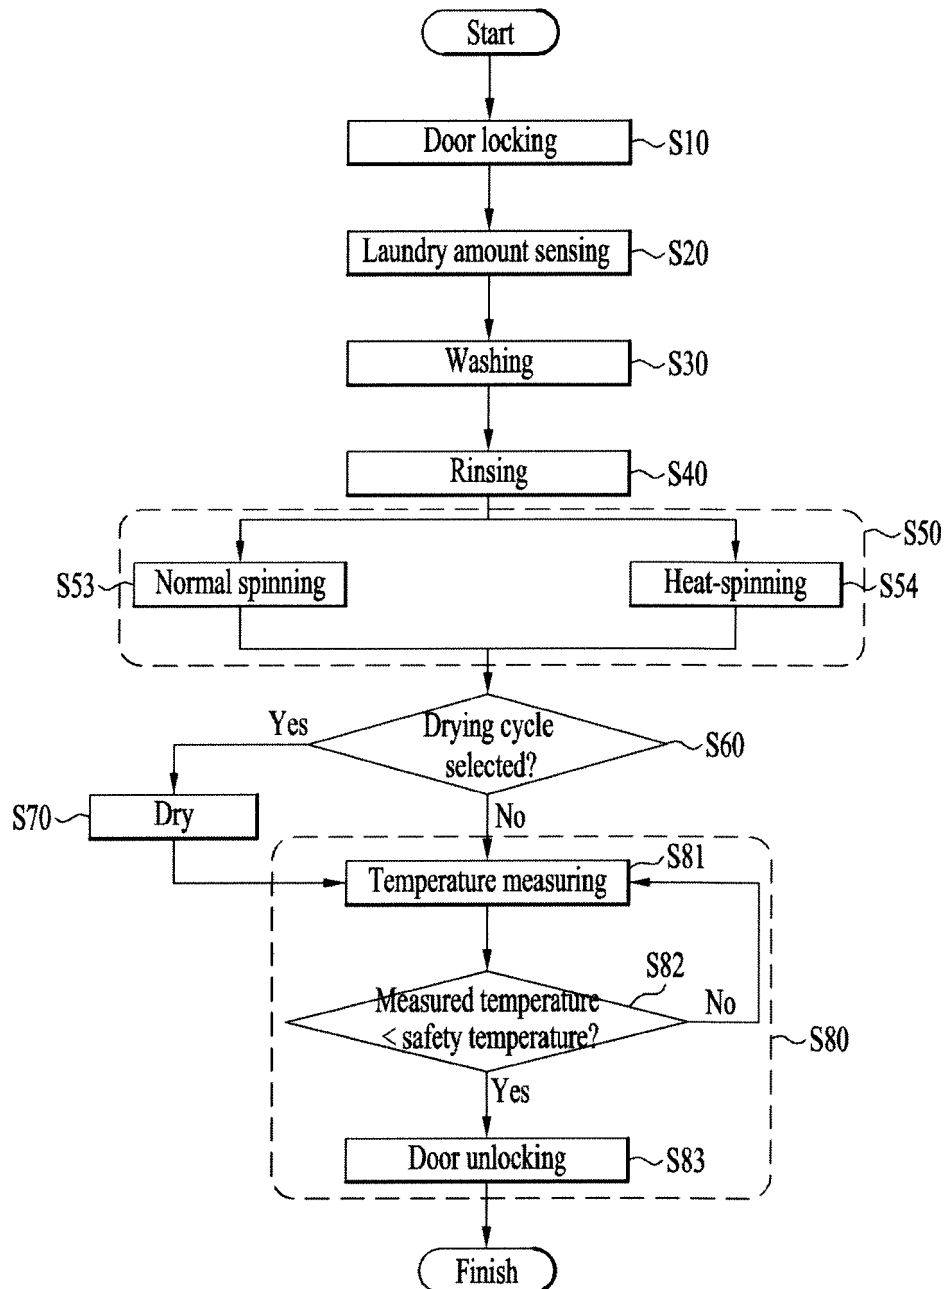 Start
Door locking
S10
Laundry amount sensing
S20
Washing
S30
Rinsing
S40
S50
S53
Normal spinning
Heat-spinning
S54
Yes
Drying cycle
selected?
S60
S70
Dry
No
S81
Temperature measuring
S82
Measured temperature
< safety temperature?
No
S80
Yes
Door unlocking
S83
Finish